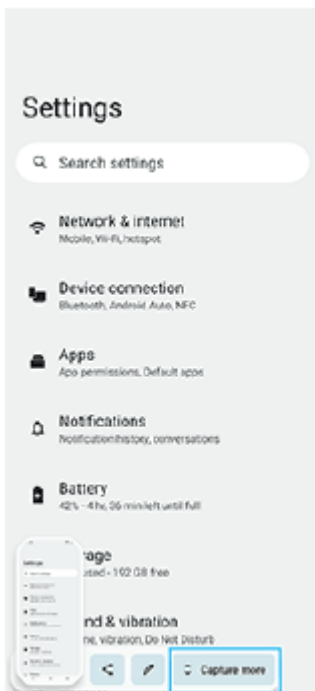 Settings
Search settings
Network & internet
Mobile, Wi-Fi, hotspot
Device connection
Bluetooth, Android Auto, NFC
Apps
App permissions, Default apps
Notifications
Notification history, conversations
Battery
42% - 4 hr, 36 min left until full
rage
used - 192 GB free
nd & vibration
me, vibration, Do Not Disturb
Capture more